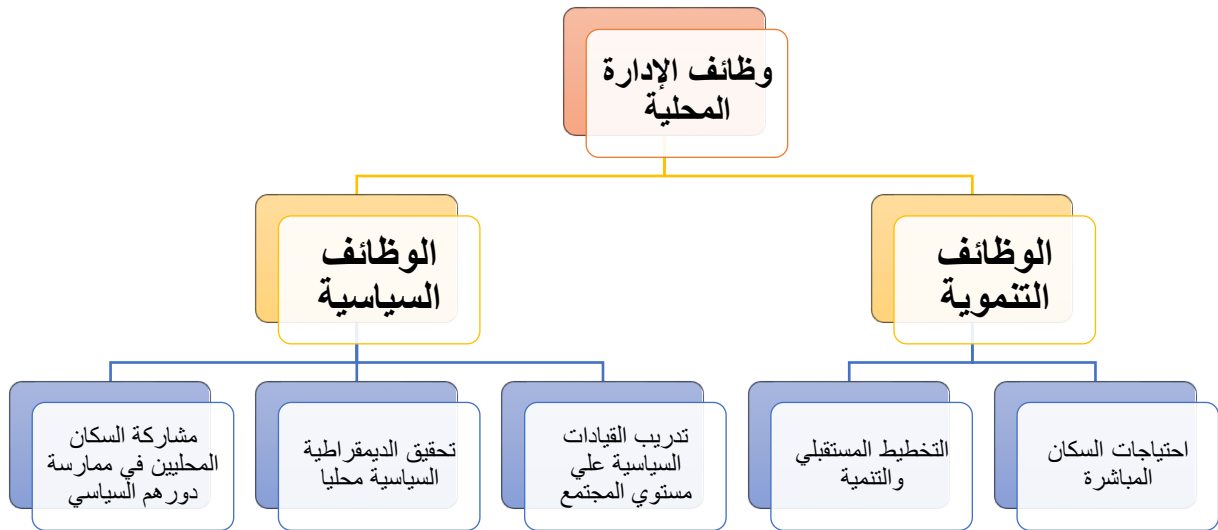 وظائف الإدارة
المحلية
الوظائف
التنموية
الوظائف
السياسية
احتياجات السكان
المباشرة
التخطيط المستقبلي
والتنمية
تدريب القيادات
السياسية علي
مستوي المجتمع
تحقيق الديمقراطية
السياسية محليا
مشاركة السكان
المحليين في ممارسة
دورهم السياسي